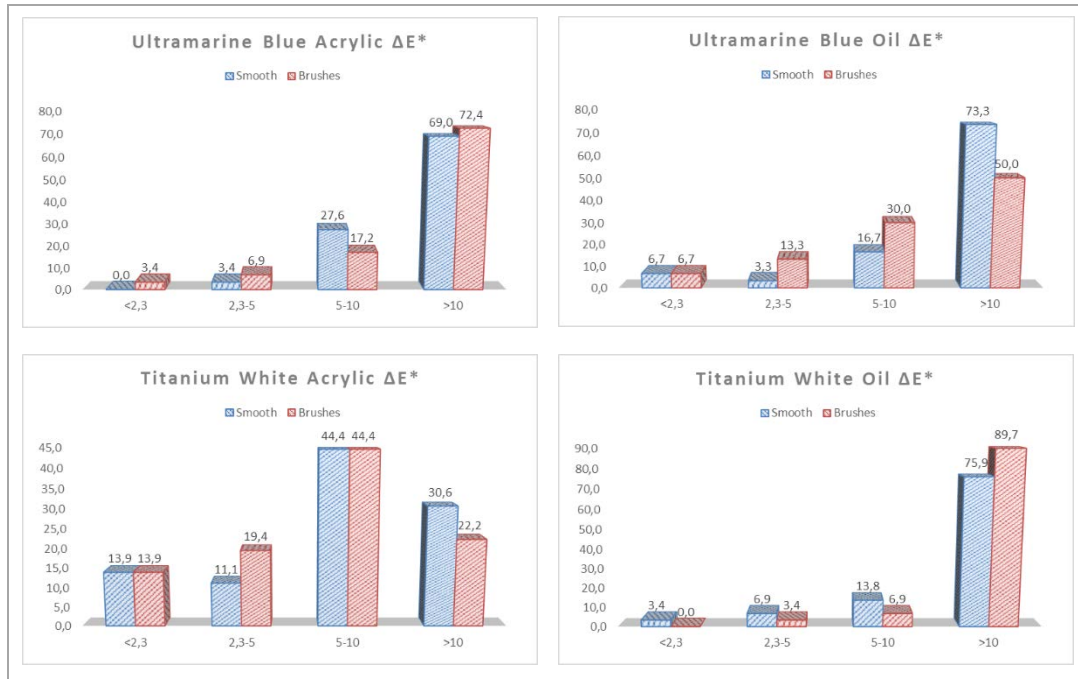 Ultramarine Blue Acrylic ΔE*
Smooth Brushes
80,0
70,0
60,0
50,0
40,0
30,0
20,0
10,0
0,0
0,0 3,4 3,4 6,9 27,6 17,2 69,0 72,4
<2,3 2,3-5 5-10 >10
Ultramarine Blue Oil ΔE*
Smooth Brushes
80,0
70,0
60,0
50,0
40,0
30,0
20,0
10,0
0,0
6,7 6,7 3,3 13,3 16,7 30,0 73,3 50,0
<2,3 2,3-5 5-10 >10
Titanium White Acrylic ΔE*
Smooth Brushes
45,0
40,0
35,0
30,0
25,0
20,0
15,0
10,0
5,0
0,0
13,9 13,9 11,1 19,4 44,4 44,4 30,6 22,2
<2,3 2,3-5 5-10 >10
Titanium White Oil ΔE*
Smooth Brushes
90,0
80,0
70,0
60,0
50,0
40,0
30,0
20,0
10,0
0,0
3,4 0,0 6,9 3,4 13,8 6,9 75,9 89,7
<2,3 2,3-5 5-10 >10